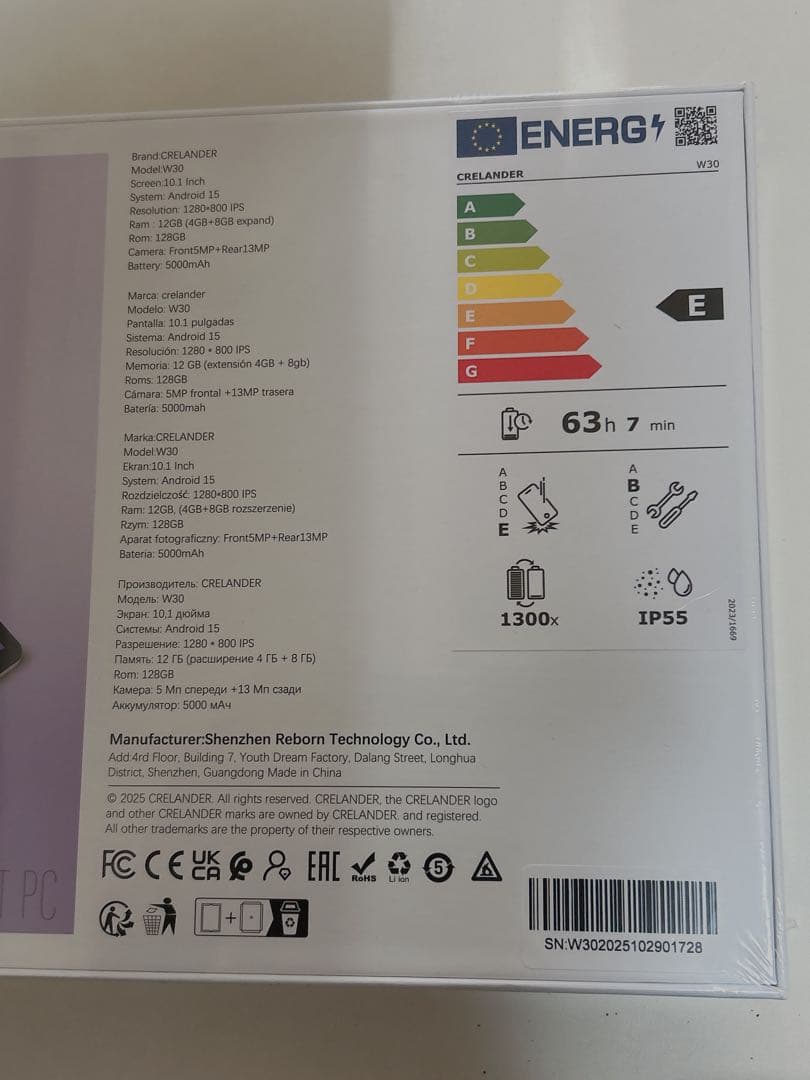 Brand:CRELANDER
Model:W30
Screen:10.1 Inch
System: Android 15
Resolution: 1280*800 IPS
Ram : 12GB (4GB+8GB expand)
Rom: 128GB
Camera: Front5MP+Rear13MP
Battery: 5000mAh
Marca: crelander
Modelo: W30
Pantalla: 10.1 pulgadas
Sistema: Android 15
Resolución: 1280 * 800 IPS
Memoria: 12 GB (extensión 4GB + 8gb)
Roms: 128GB
Cámara: 5MP frontal +13MP trasera
Batería: 5000mah
Marka:CRELANDER
Model:W30
Ekran:10.1 Inch
System: Android 15
Rozdzielczość: 1280*800 IPS
Ram: 12GB, (4GB+8GB rozszerzenie)
Rzym: 128GB
Aparat fotograficzny: Front5MP+Rear13MP
Bateria: 5000mAh
Производитель: CRELANDER
Модель: W30
Экран: 10,1 дюйма
Системы: Android 15
Разрешение: 1280 * 800 IPS
Память: 12 ГБ (расширение 4 ГБ + 8 ГБ)
Rom: 128GB
Камера: 5 Мп спереди +13 Мп сзади
Аккумулятор: 5000 мАч
Manufacturer:Shenzhen Reborn Technology Co., Ltd.
Add:4rd Floor, Building 7, Youth Dream Factory, Dalang Street, Longhua
District, Shenzhen, Guangdong Made in China
© 2025 CRELANDER. All rights reserved. CRELANDER, the CRELANDER logo
and other CRELANDER marks are owned by CRELANDER. and registered.
All other trademarks are the property of their respective owners.
FC CE UK CA EAC RoHS Li ion 5
T PC
ENERG
CRELANDER W30
A
B
C
D
E
F
G
E
63h 7 min
A
B
C
D
E
A
B
C
D
E
1300x
IP55
2023/1669
SN:W302025102901728